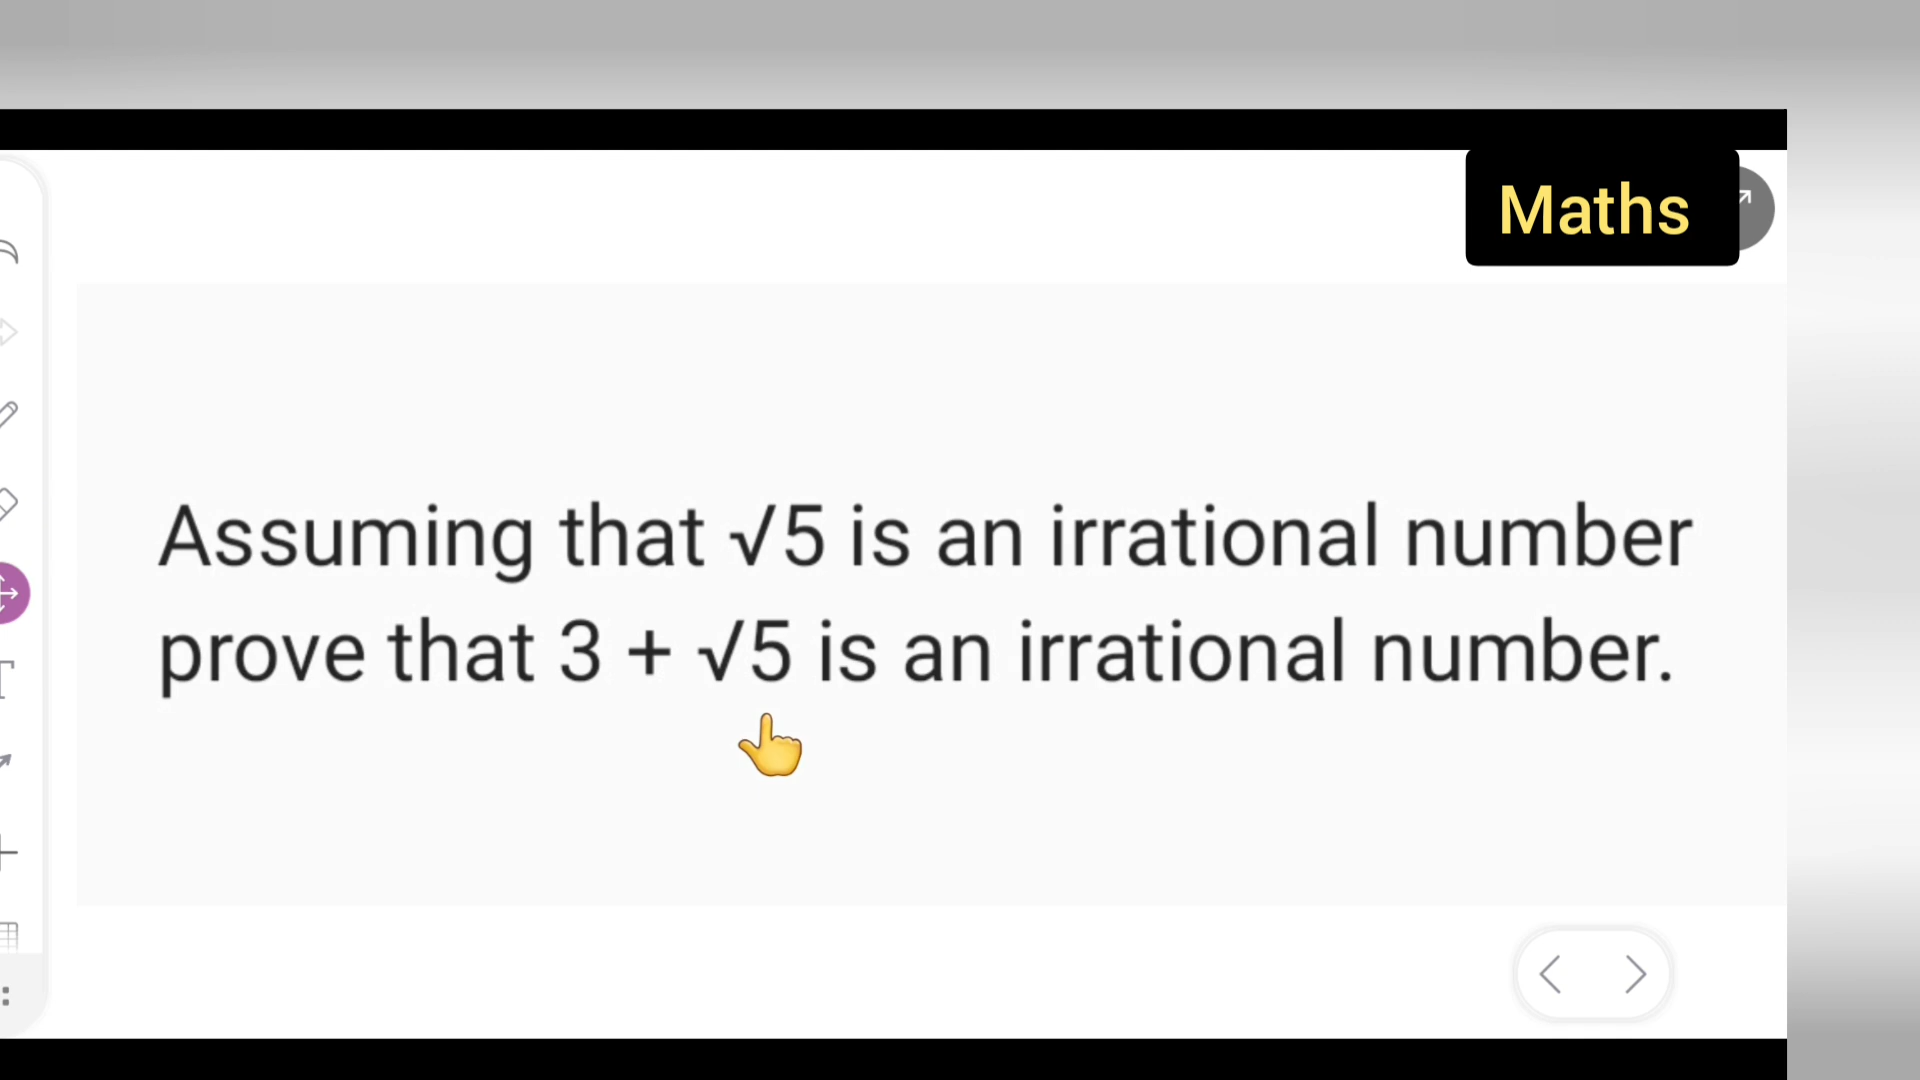 Maths
Assuming that √5 is an irrational number
prove that 3 + √5 is an irrational number.